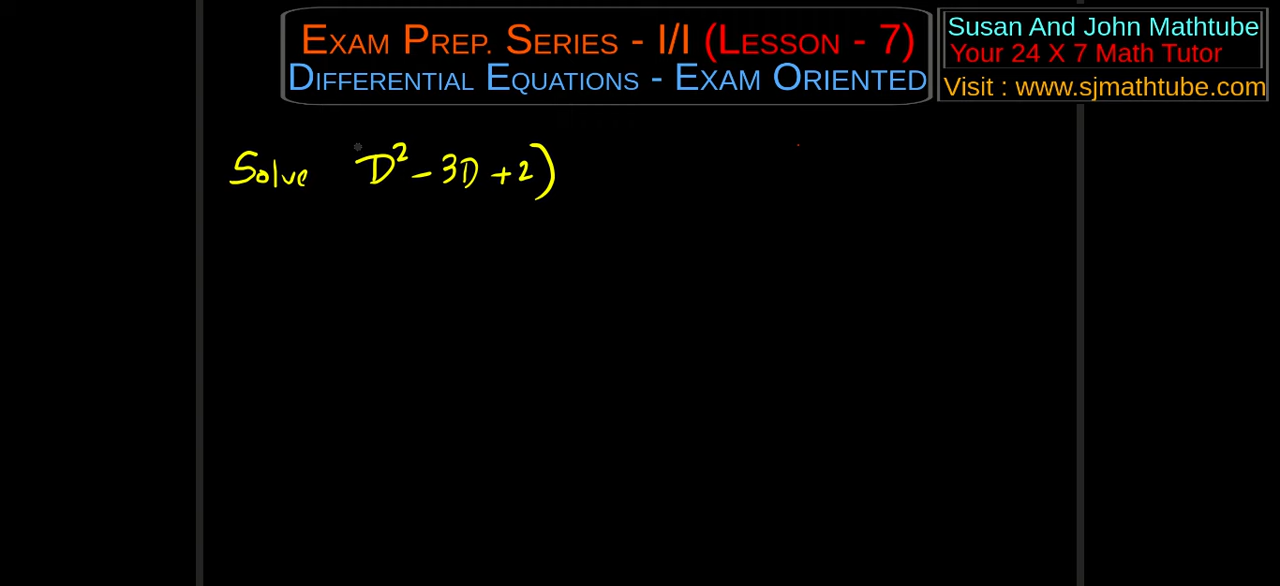 Exam Prep. Series - I/I (Lesson - 7)
Differential Equations - Exam Oriented
Susan And John Mathtube
Your 24 X 7 Math Tutor
Visit : www.sjmathtube.com
Solve D² - 3D + 2)